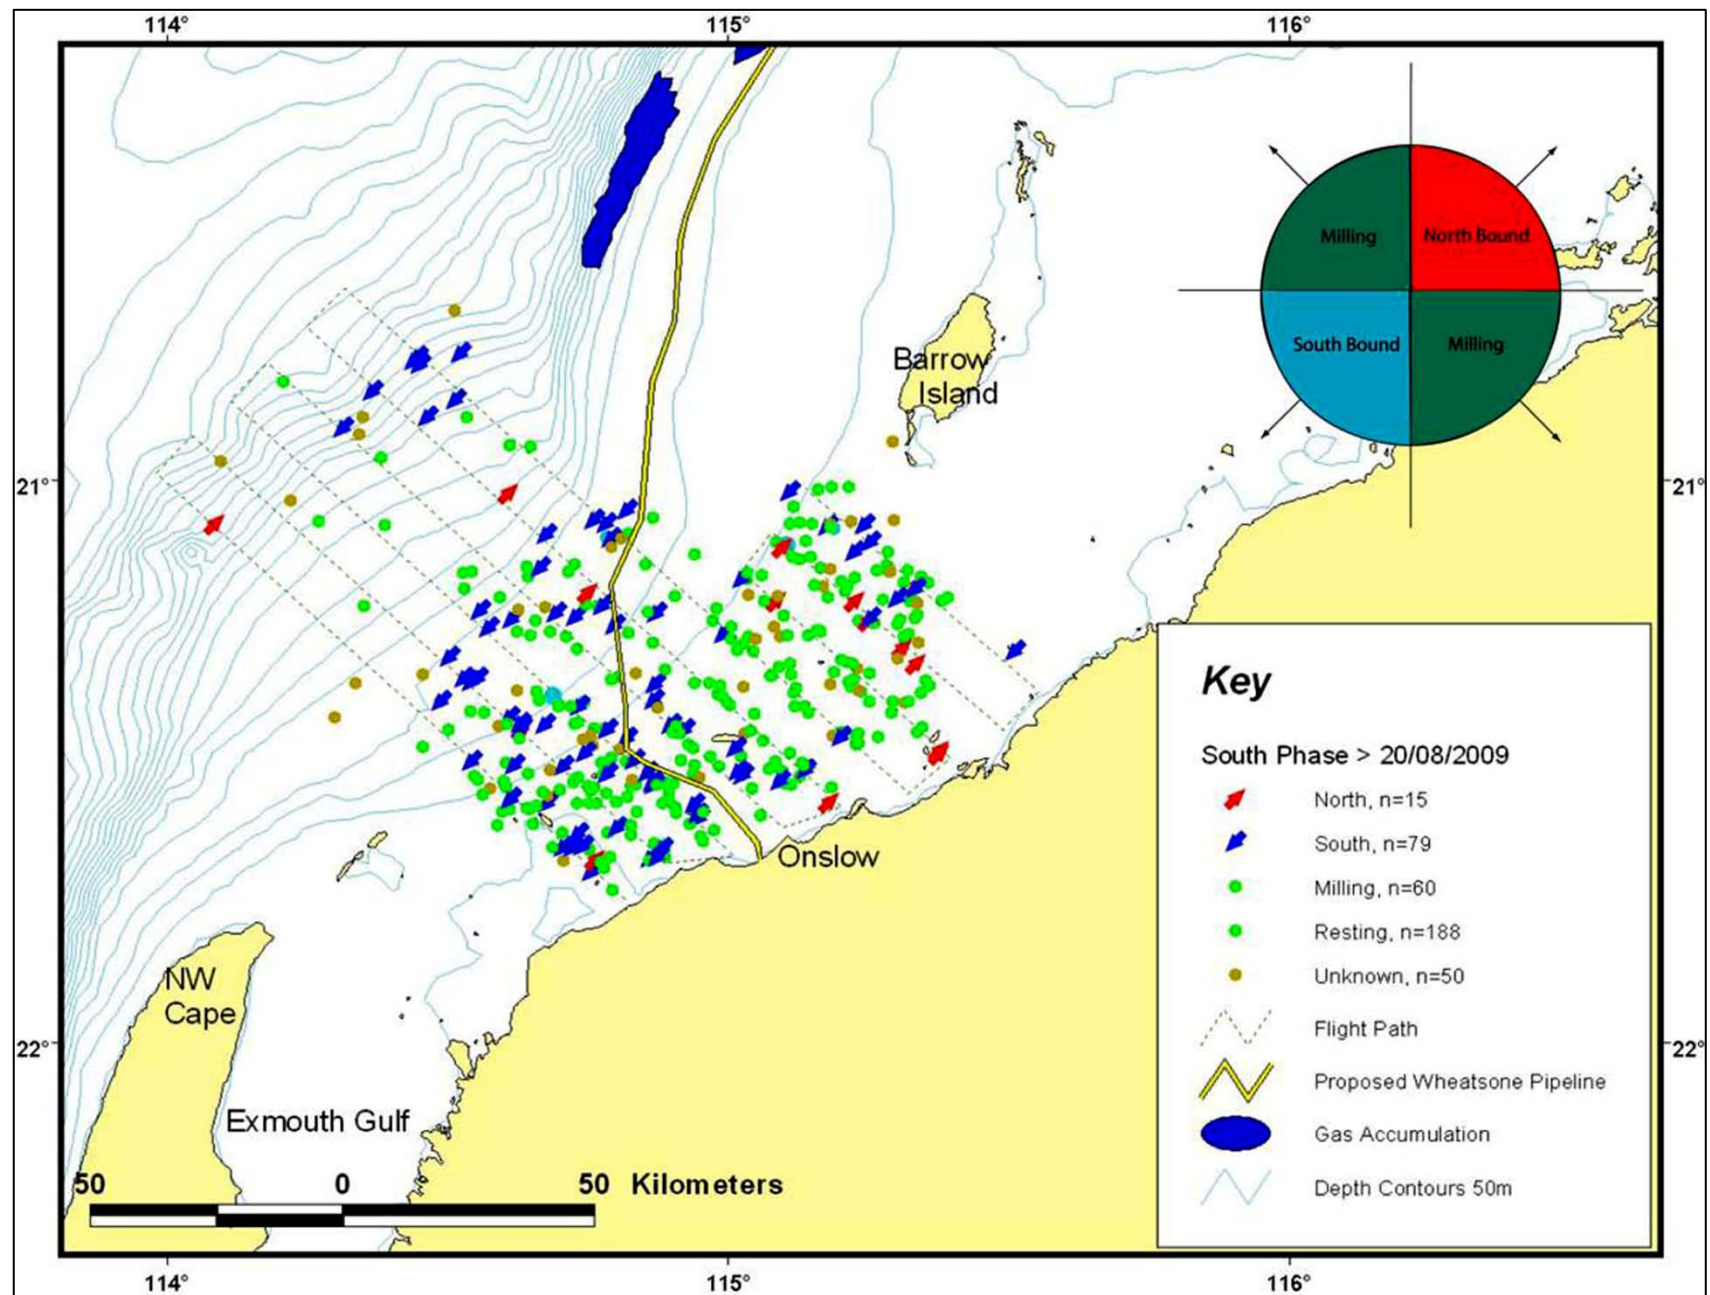 114° 115° 116°
Milling North Bound
South Bound Milling
Barrow
Island
21° 21°
Key
South Phase > 20/08/2009
North, n=15
South, n=79
Milling, n=60
Resting, n=188
Unknown, n=50
Flight Path
Proposed Wheatsone Pipeline
Gas Accumulation
Depth Contours 50m
Onslow
NW
Cape
22° 22°
Exmouth Gulf
50 0 50 Kilometers
114° 115° 116°